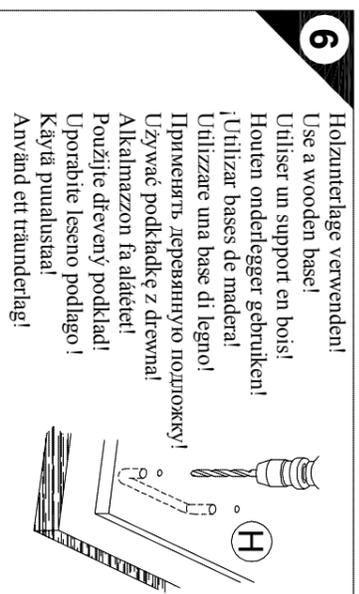 6
Holzunterlage verwenden!
Use a wooden base!
Utiliser un support en bois!
Houten onderlegger gebruiken!
¡Utilizar bases de madera!
Utilizzare una base di legno!
Применять деревянную подложку!
Używać podkładkę z drewna!
Alkalmazzon fa alátétet!
Použijte dřevený podklad!
Uporabite leseno podlago !
Käytä puualustaa!
Använd ett träunderlag!
H